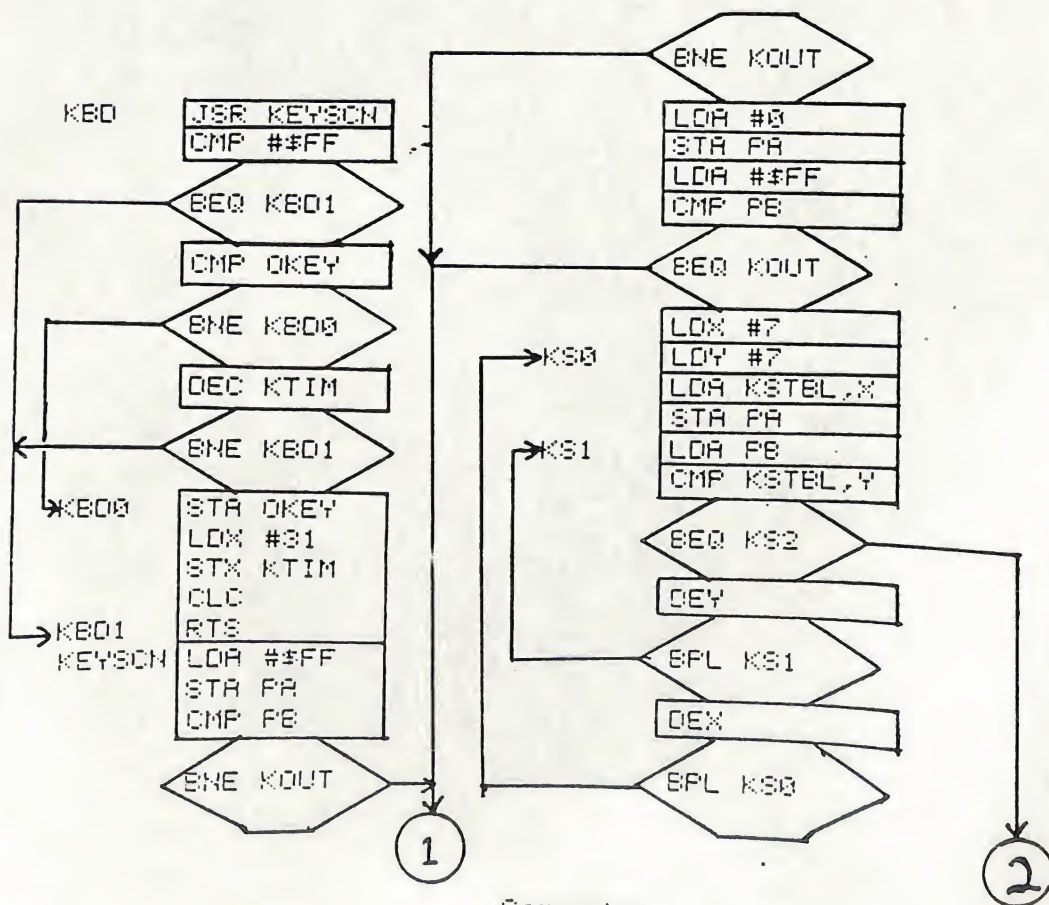 KBD
JSR KEYSCN
CMP #$FF
BEQ KBD1
CMP OKEY
BNE KBD0
DEC KTIM
BNE KBD1
KBD0
STA OKEY
LDX #31
STX KTIM
CLC
RTS
KBD1
KEYSCN
LDA #$FF
STA PA
CMP PB
BNE KOUT
1
BNE KOUT
LDA #0
STA PA
LDA #$FF
CMP PB
BEQ KOUT
LDX #7
KS0
LDY #7
LDA KSTBL,X
STA PA
KS1
LDA PB
CMP KSTBL,Y
BEQ KS2
DEY
BPL KS1
DEX
BPL KS0
2